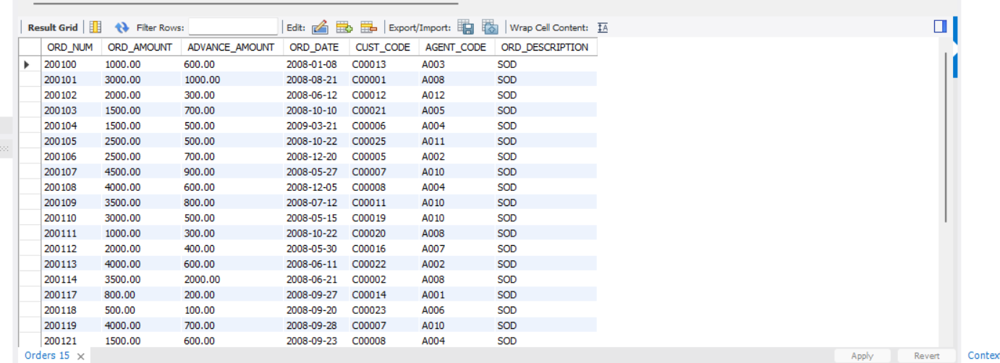 Result Grid Filter Rows: Edit: Export/Import: Wrap Cell Content: IA
ORD_NUM ORD_AMOUNT ADVANCE_AMOUNT ORD_DATE CUST_CODE AGENT_CODE ORD_DESCRIPTION
200100 1000.00 600.00 2008-01-08 C00013 A003 SOD
200101 3000.00 1000.00 2008-08-21 C00001 A008 SOD
200102 2000.00 300.00 2008-06-12 C00012 A012 SOD
200103 1500.00 700.00 2008-10-10 C00021 A005 SOD
200104 1500.00 500.00 2009-03-21 C00006 A004 SOD
200105 2500.00 500.00 2008-10-22 C00025 A011 SOD
200106 2500.00 700.00 2008-12-20 C00005 A002 SOD
200107 4500.00 900.00 2008-05-27 C00007 A010 SOD
200108 4000.00 600.00 2008-12-05 C00008 A004 SOD
200109 3500.00 800.00 2008-07-12 C00011 A010 SOD
200110 3000.00 500.00 2008-05-15 C00019 A010 SOD
200111 1000.00 300.00 2008-10-22 C00020 A008 SOD
200112 2000.00 400.00 2008-05-30 C00016 A007 SOD
200113 4000.00 600.00 2008-06-11 C00022 A002 SOD
200114 3500.00 2000.00 2008-06-21 C00002 A008 SOD
200117 800.00 200.00 2008-09-27 C00014 A001 SOD
200118 500.00 100.00 2008-09-20 C00023 A006 SOD
200119 4000.00 700.00 2008-09-28 C00007 A010 SOD
200121 1500.00 600.00 2008-09-23 C00008 A004 SOD
Orders 15 Apply Revert Contex